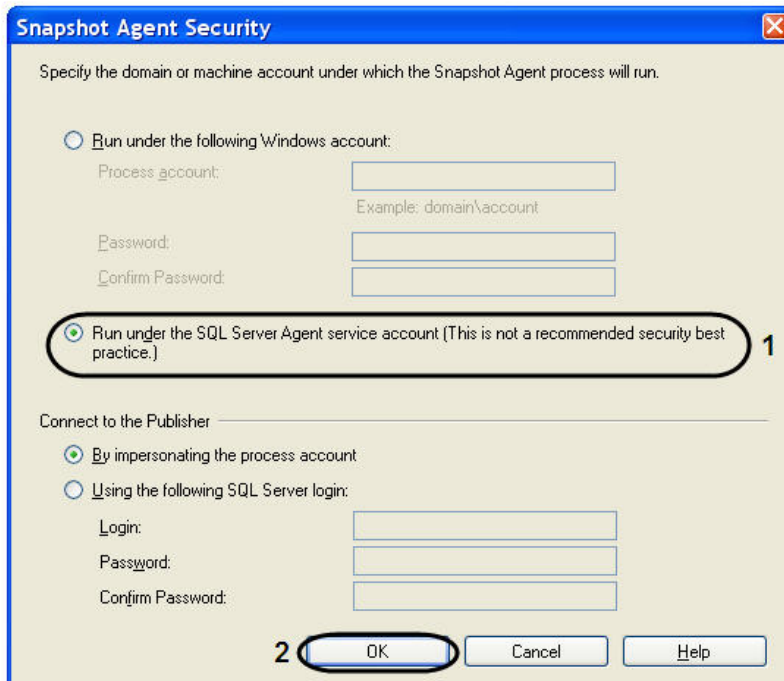 Snapshot Agent Security
Specify the domain or machine account under which the Snapshot Agent process will run.
Run under the following Windows account:
Process account:
Example: domain\account
Password:
Confirm Password:
Run under the SQL Server Agent service account (This is not a recommended security best
practice.)
1
Connect to the Publisher
By impersonating the process account
Using the following SQL Server login:
Login:
Password:
Confirm Password:
2
OK
Cancel
Help